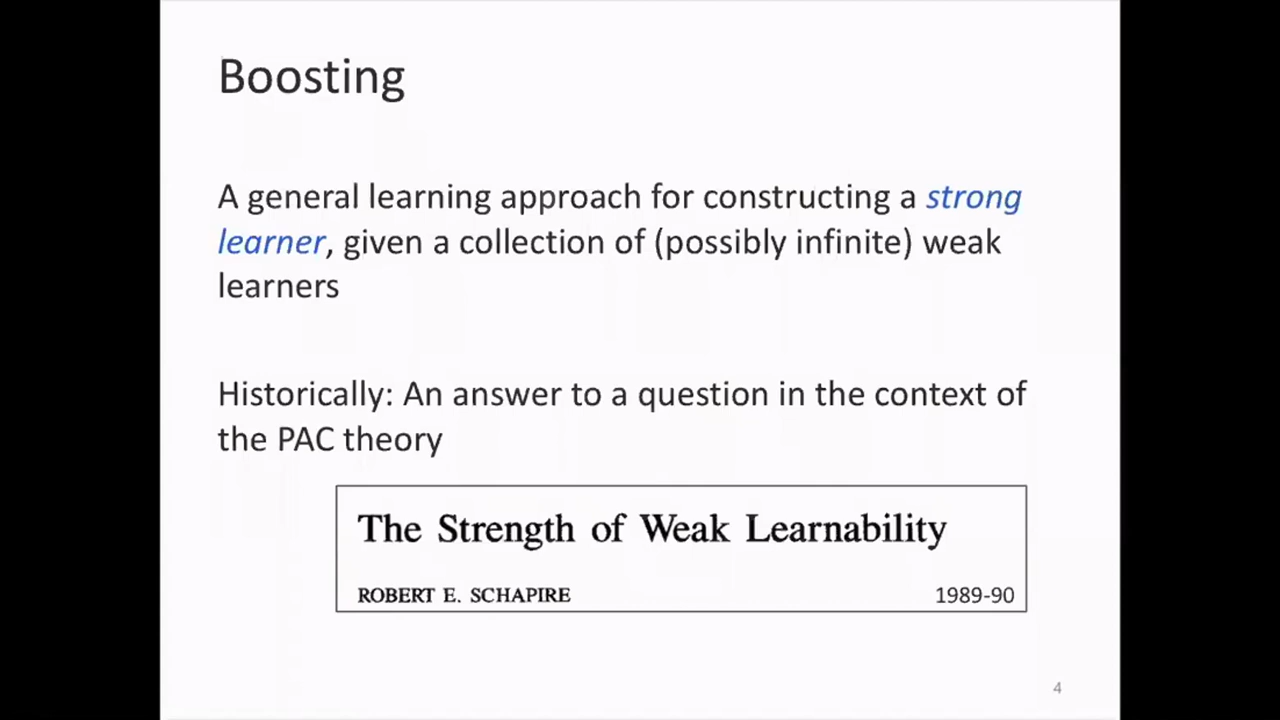 Boosting
A general learning approach for constructing a strong
learner, given a collection of (possibly infinite) weak
learners
Historically: An answer to a question in the context of
the PAC theory
The Strength of Weak Learnability
ROBERT E. SCHAPIRE 1989-90
4